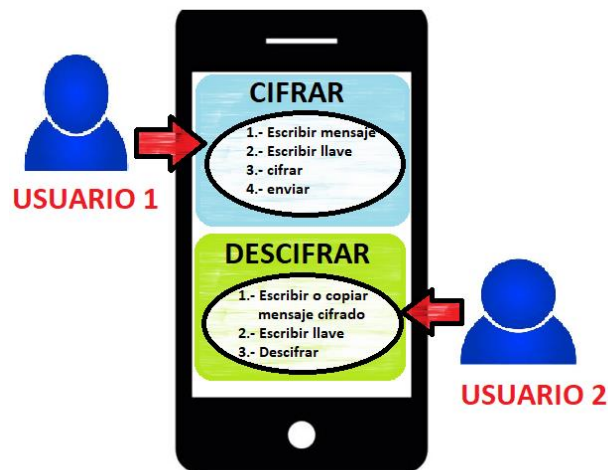 CIFRAR
1.- Escribir mensaje
2.- Escribir llave
3.- cifrar
4.- enviar
USUARIO 1
DESCIFRAR
1.- Escribir o copiar
mensaje cifrado
2.- Escribir llave
3.- Descifrar
USUARIO 2